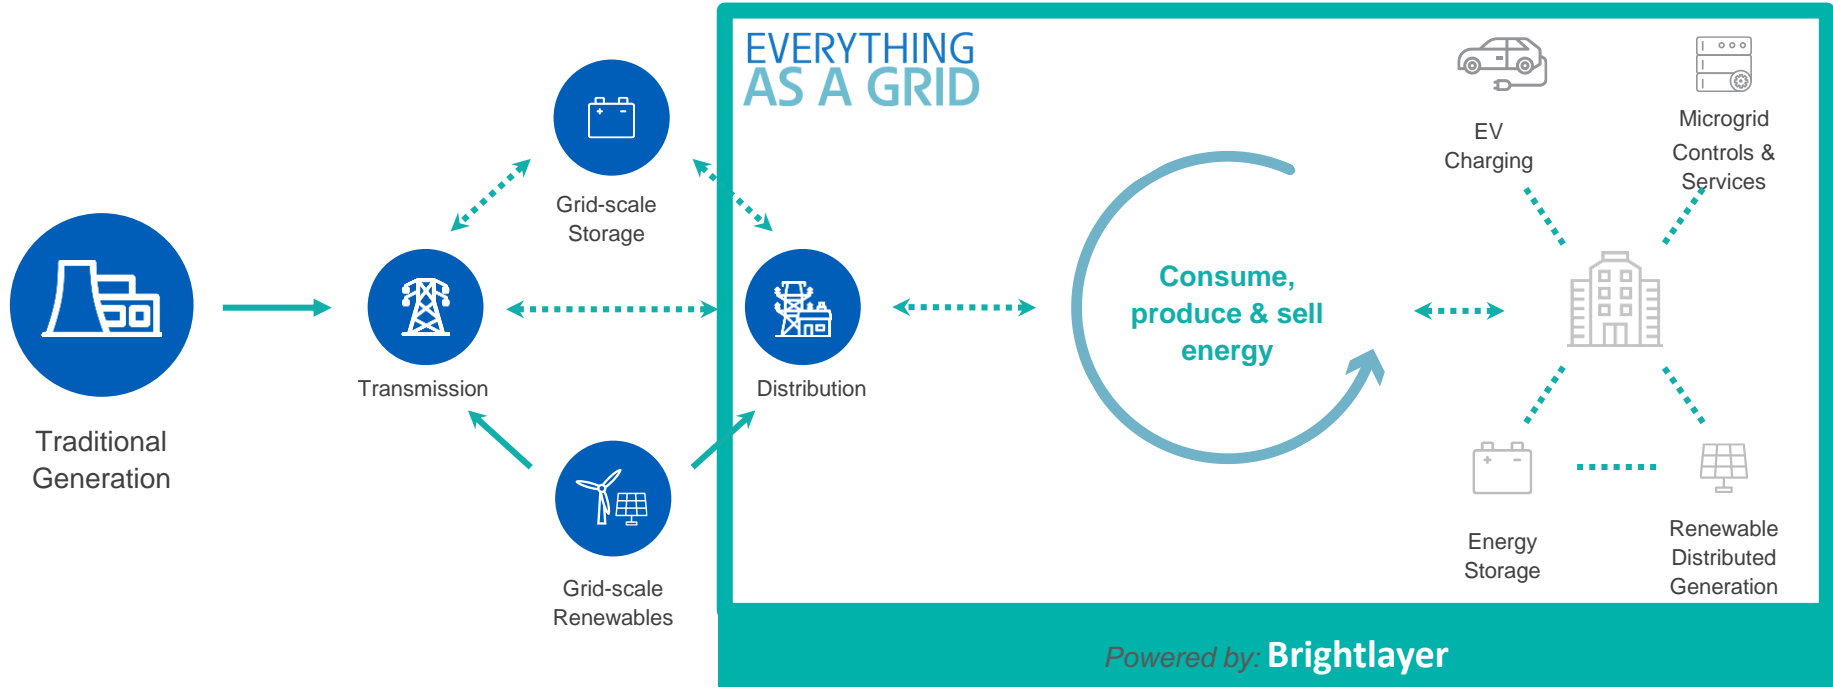 EVERYTHING
AS A GRID
EV
Charging
Microgrid
Controls &
Services
Grid-scale
Storage
Consume,
produce & sell
energy
Transmission
Distribution
Traditional
Generation
Energy
Storage
Renewable
Distributed
Generation
Grid-scale
Renewables
Powered by: Brightlayer